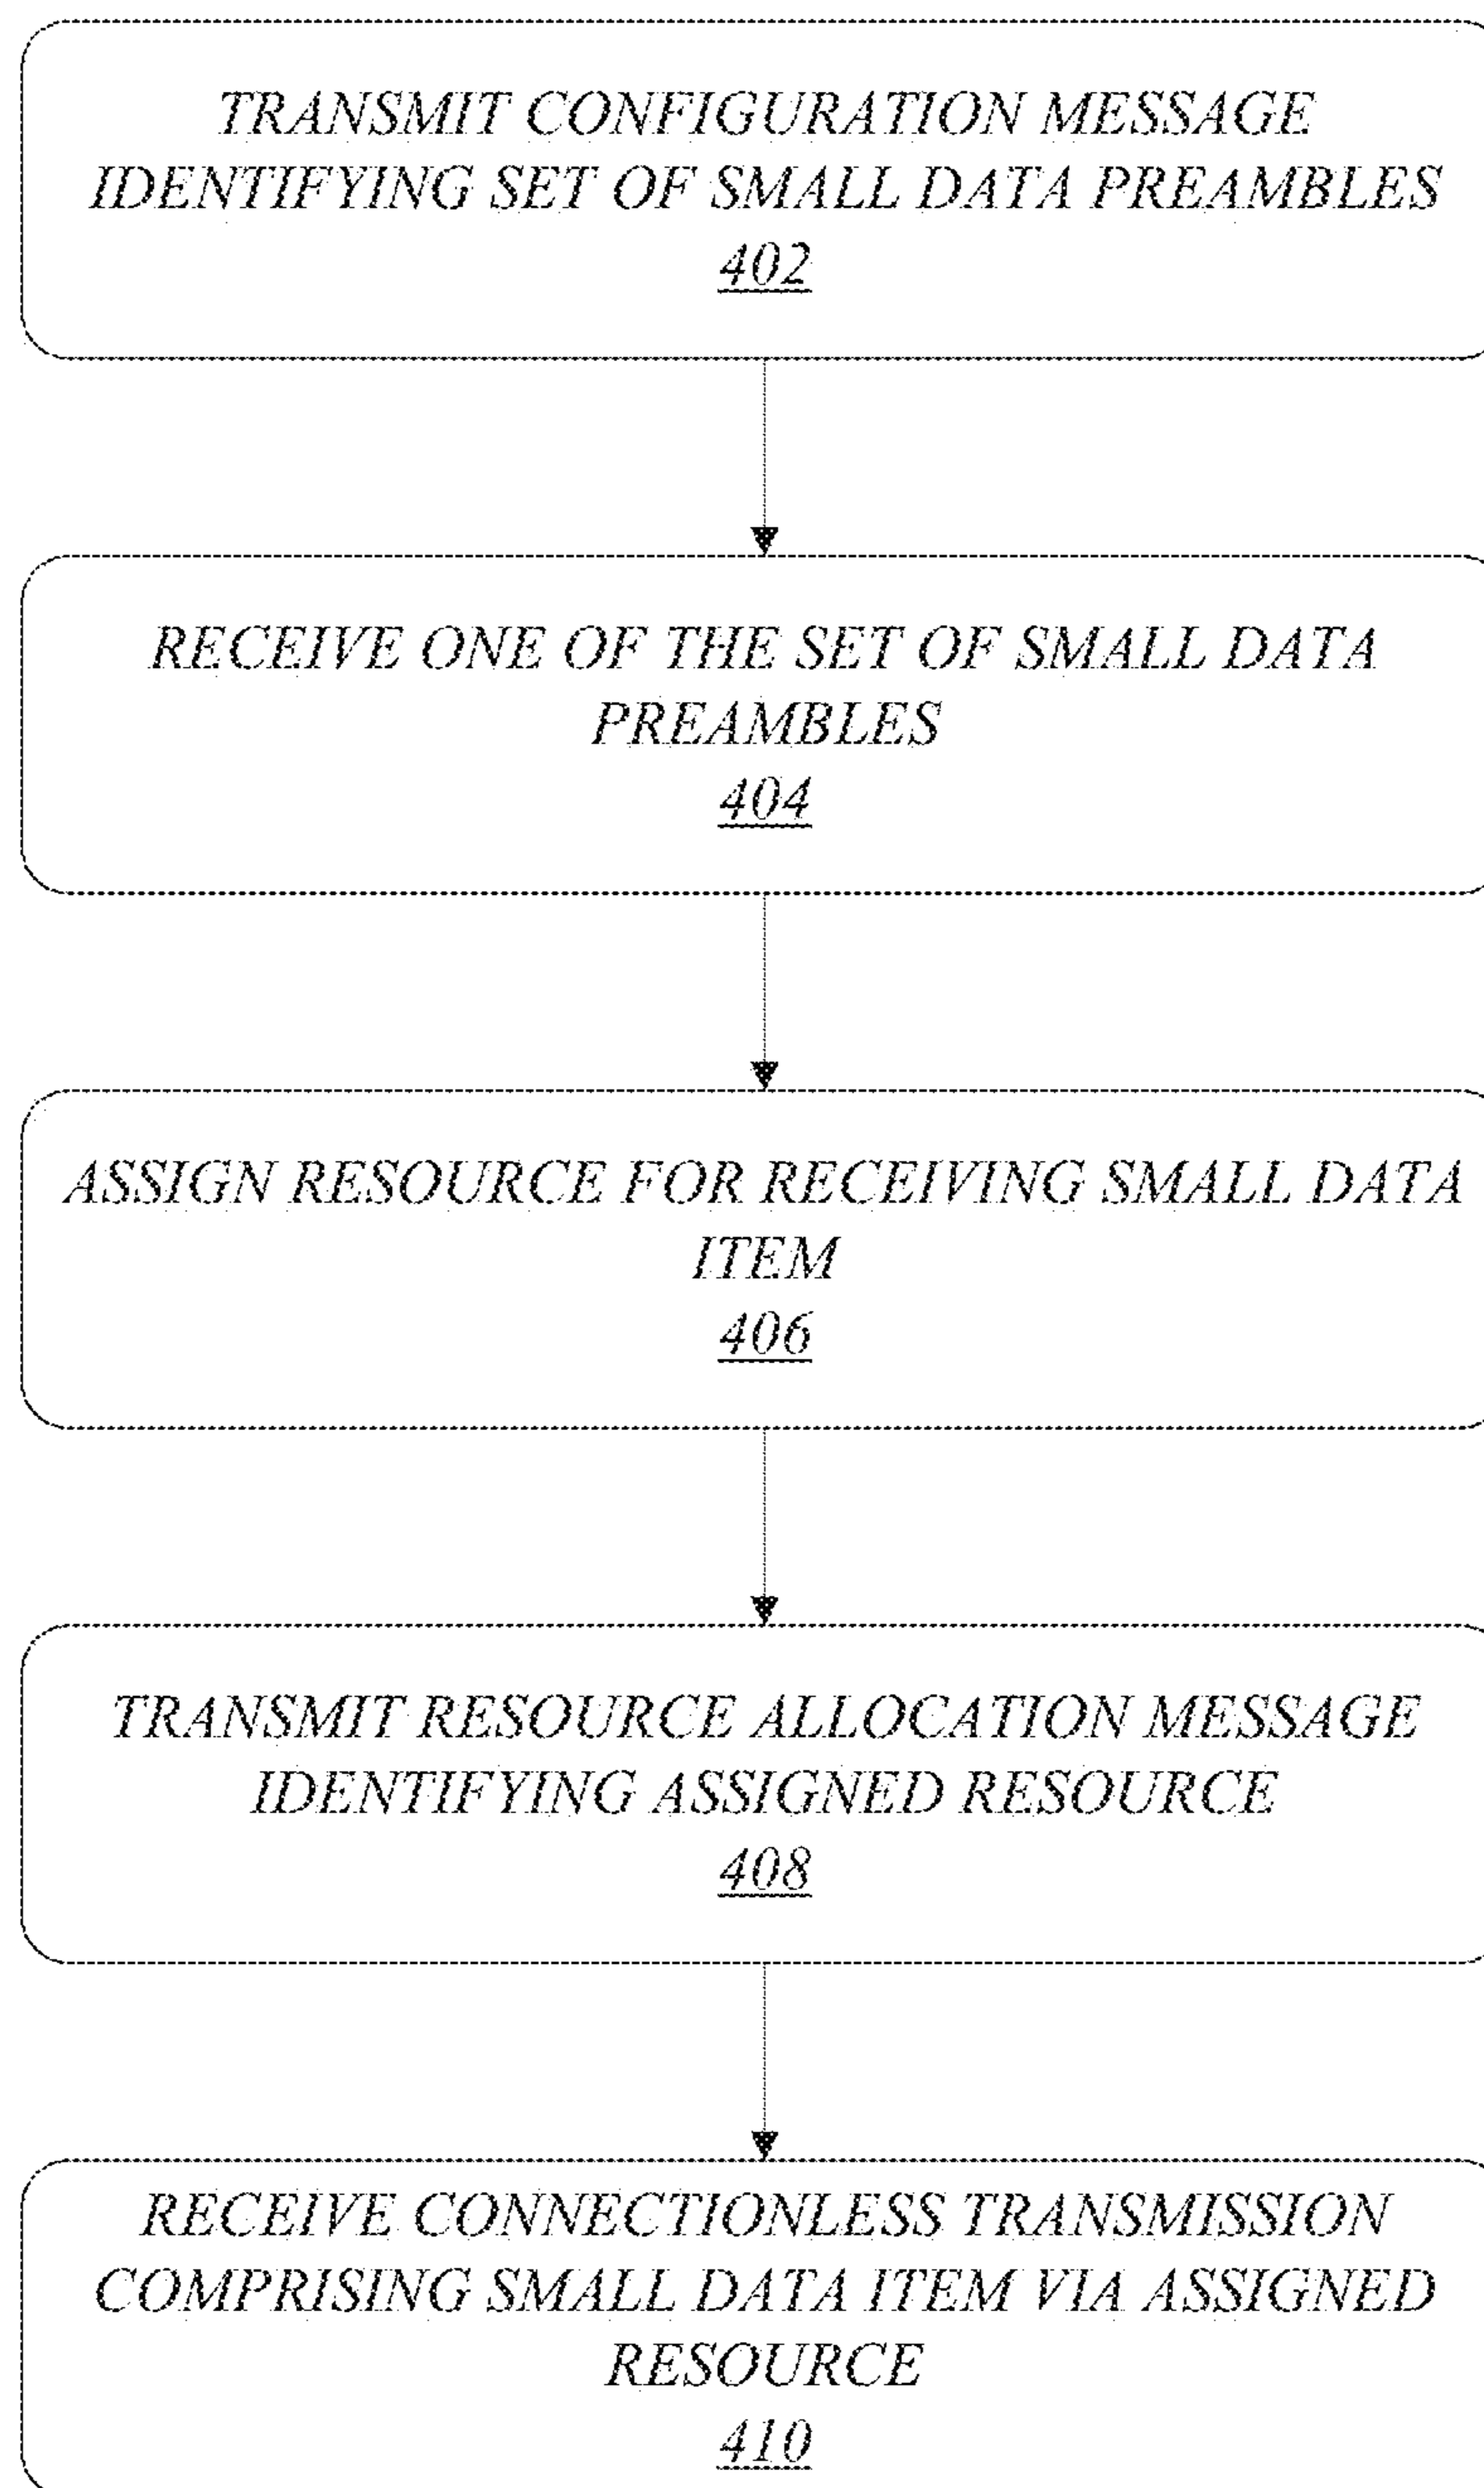 TRANSMIT CONFIGURATION MESSAGE
IDENTIFYING SET OF SMALL DATA PREAMBLES
402
RECEIVE ONE OF THE SET OF SMALL DATA
PREAMBLES
404
ASSIGN RESOURCE FOR RECEIVING SMALL DATA
ITEM
406
TRANSMIT RESOURCE ALLOCATION MESSAGE
IDENTIFYING ASSIGNED RESOURCE
408
RECEIVE CONNECTIONLESS TRANSMISSION
COMPRISING SMALL DATA ITEM VIA ASSIGNED
RESOURCE
410